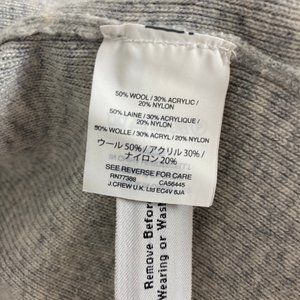 50% WOOL / 30% ACRYLIC /
20% NYLON
50% LAINE / 30% ACRYLIQUE /
20% NYLON
50% WOLLE / 30% ACRYL / 20% NYLON
ウール 50% / アクリル 30% /
ナイロン 20%
SEE REVERSE FOR CARE
RN77388 CA56445
J.CREW U.K. Ltd EC4V 6JA
Remove Before
Wearing or Wash